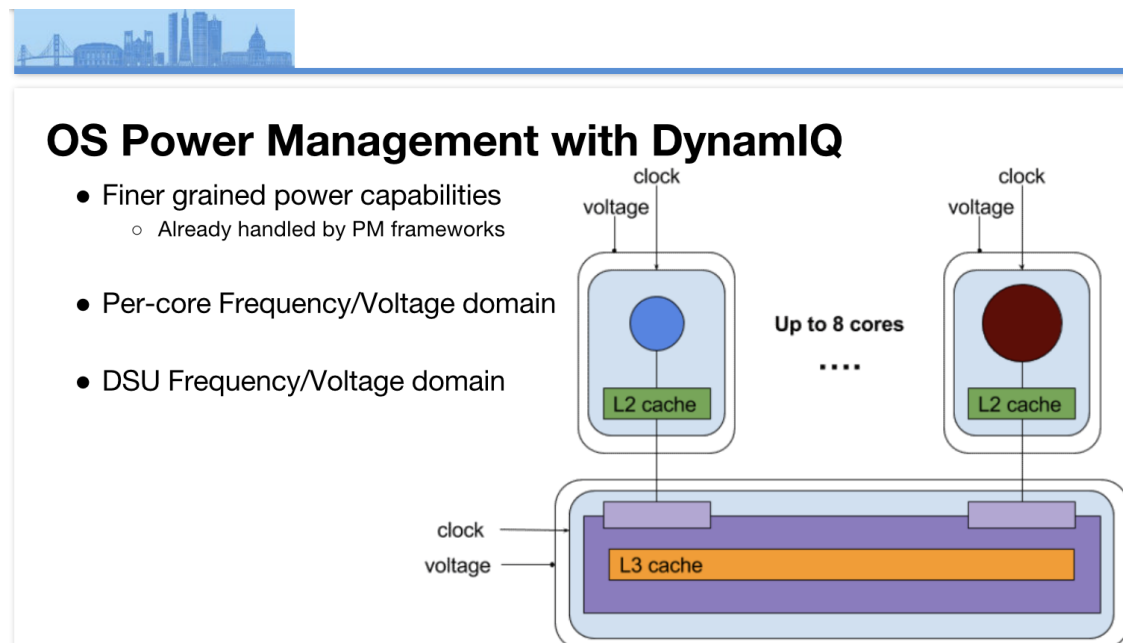 OS Power Management with DynamIQ
● Finer grained power capabilities
○ Already handled by PM frameworks
● Per-core Frequency/Voltage domain
● DSU Frequency/Voltage domain
clock
voltage
clock
voltage
Up to 8 cores
....
L2 cache
L2 cache
clock
voltage
L3 cache